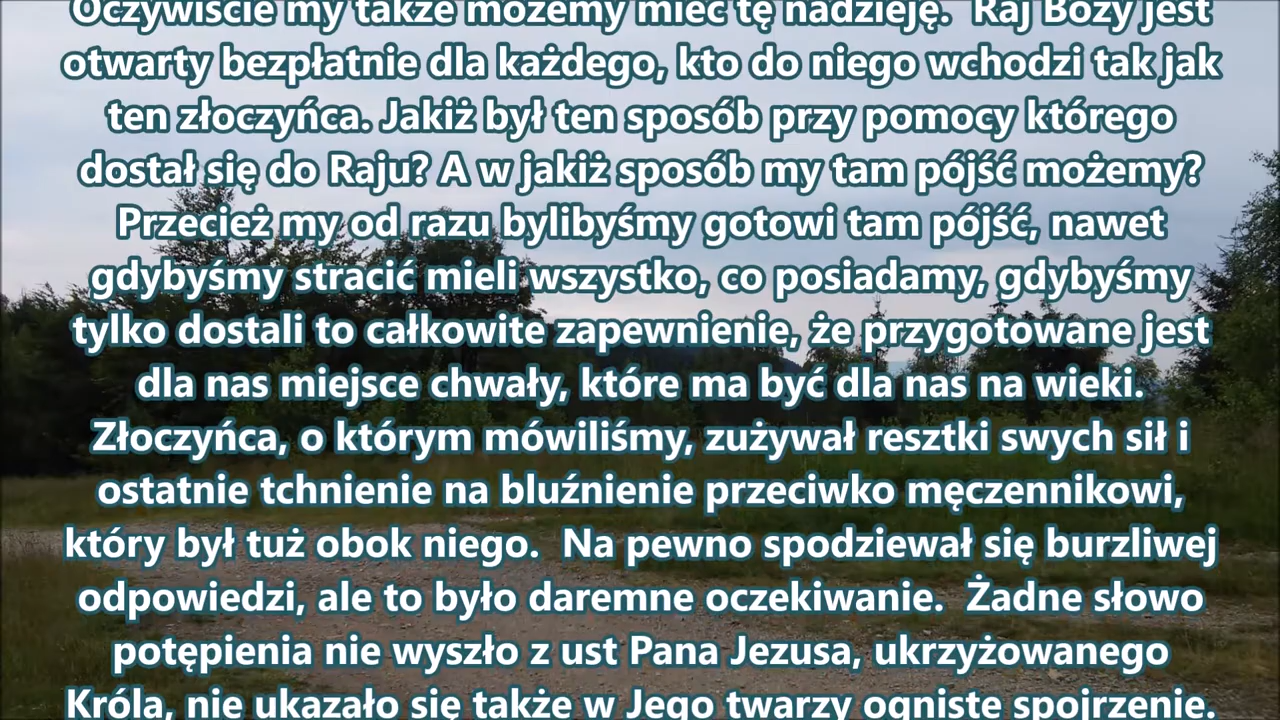 Oczywiście my także możemy mieć tę nadzieję.  Raj Boży jest
otwarty bezpłatnie dla każdego, kto do niego wchodzi tak jak
ten złoczyńca. Jakiż był ten sposób przy pomocy którego
dostał się do Raju? A w jakiż sposób my tam pójść możemy?
Przecież my od razu bylibyśmy gotowi tam pójść, nawet
gdybyśmy stracić mieli wszystko, co posiadamy, gdybyśmy
tylko dostali to całkowite zapewnienie, że przygotowane jest
dla nas miejsce chwały, które ma być dla nas na wieki.
Złoczyńca, o którym mówiliśmy, zużywał resztki swych sił i
ostatnie tchnienie na bluźnienie przeciwko męczennikowi,
który był tuż obok niego.  Na pewno spodziewał się burzliwej
odpowiedzi, ale to było daremne oczekiwanie.  Żadne słowo
potępienia nie wyszło z ust Pana Jezusa, ukrzyżowanego
Króla, nie ukazało się także w Jego twarzy ogniste spojrzenie.